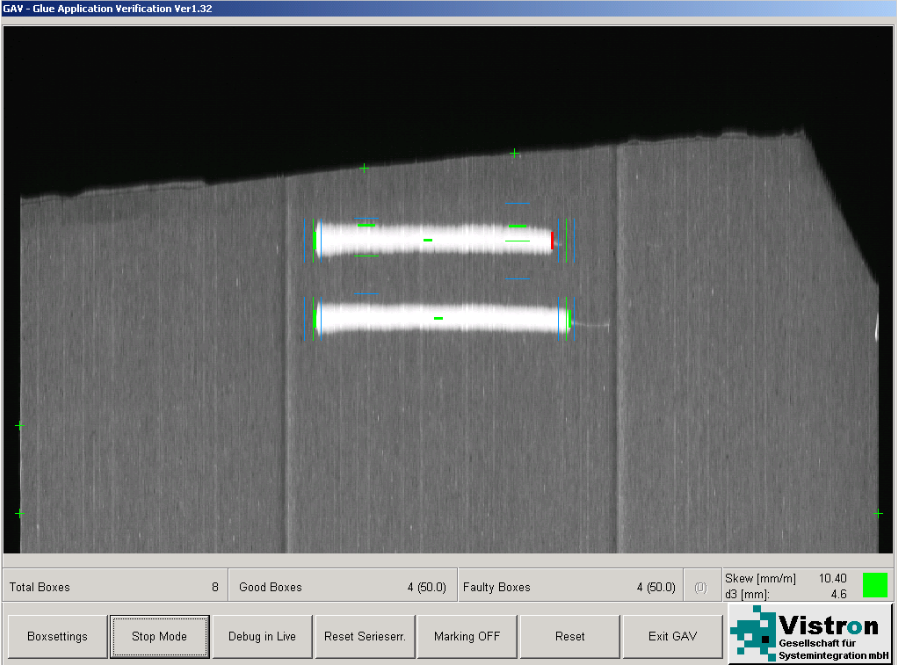 GAV - Glue Application Verification Ver1.32
Total Boxes 8 Good Boxes 4 (50.0) Faulty Boxes 4 (50.0) (0) Skew [mm/m] 10.40
d3 [mm]: 4.6
Boxsettings Stop Mode Debug in Live Reset Serieserr. Marking OFF Reset Exit GAV
Vistron
Gesellschaft für
Systemintegration mbH